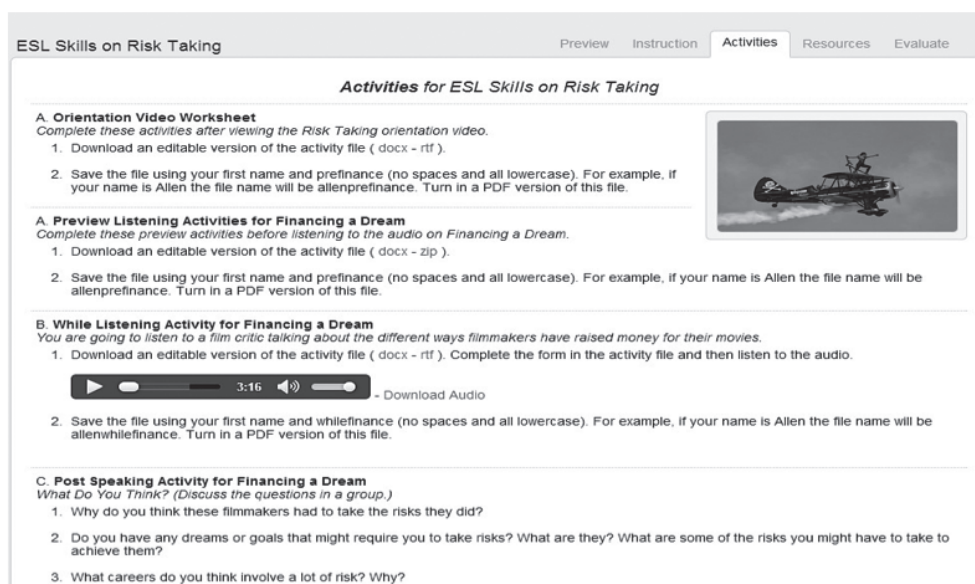 ESL Skills on Risk Taking
Preview Instruction Activities Resources Evaluate
Activities for ESL Skills on Risk Taking
A. Orientation Video Worksheet
Complete these activities after viewing the Risk Taking orientation video.
1. Download an editable version of the activity file ( docx - rtf ).
2. Save the file using your first name and prefinance (no spaces and all lowercase). For example, if
your name is Allen the file name will be allenprefinance. Turn in a PDF version of this file.
A. Preview Listening Activities for Financing a Dream
Complete these preview activities before listening to the audio on Financing a Dream.
1. Download an editable version of the activity file ( docx - zip ).
2. Save the file using your first name and prefinance (no spaces and all lowercase). For example, if your name is Allen the file name will be
allenprefinance. Turn in a PDF version of this file.
B. While Listening Activity for Financing a Dream
You are going to listen to a film critic talking about the different ways filmmakers have raised money for their movies.
1. Download an editable version of the activity file ( docx - rtf ). Complete the form in the activity file and then listen to the audio.
3:16 - Download Audio
2. Save the file using your first name and whilefinance (no spaces and all lowercase). For example, if your name is Allen the file name will be
allenwhilefinance. Turn in a PDF version of this file.
C. Post Speaking Activity for Financing a Dream
What Do You Think? (Discuss the questions in a group.)
1. Why do you think these filmmakers had to take the risks they did?
2. Do you have any dreams or goals that might require you to take risks? What are they? What are some of the risks you might have to take to
achieve them?
3. What careers do you think involve a lot of risk? Why?